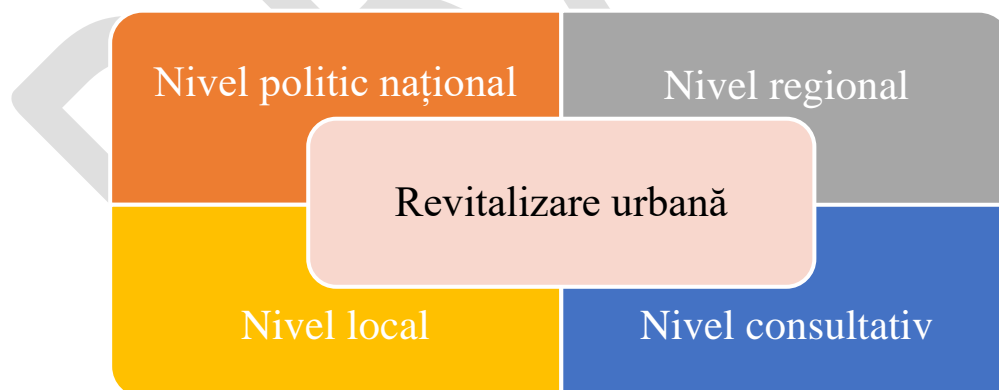 Nivel politic național
Nivel regional
Revitalizare urbană
Nivel local
Nivel consultativ